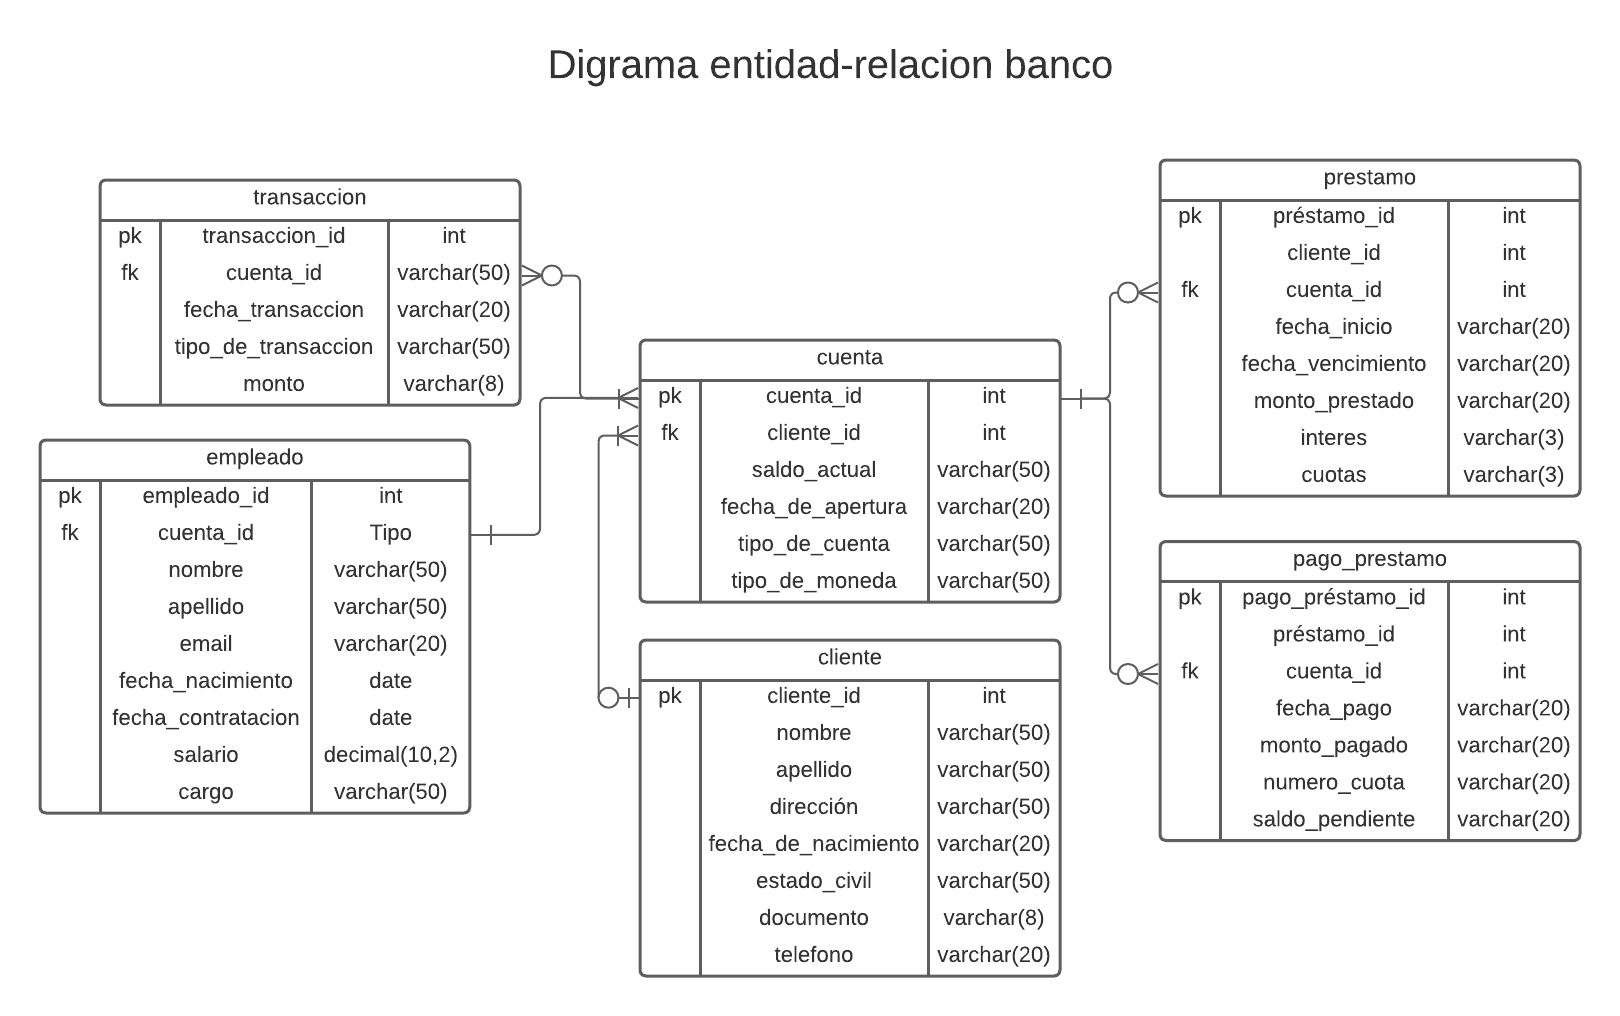 Digrama entidad-relacion banco
transaccion
pk transaccion_id int
fk cuenta_id varchar(50)
fecha_transaccion varchar(20)
tipo_de_transaccion varchar(50)
monto varchar(8)
empleado
pk empleado_id int
fk cuenta_id Tipo
nombre varchar(50)
apellido varchar(50)
email varchar(20)
fecha_nacimiento date
fecha_contratacion date
salario decimal(10,2)
cargo varchar(50)
cuenta
pk cuenta_id int
fk cliente_id int
saldo_actual varchar(50)
fecha_de_apertura varchar(20)
tipo_de_cuenta varchar(50)
tipo_de_moneda varchar(50)
cliente
pk cliente_id int
nombre varchar(50)
apellido varchar(50)
dirección varchar(50)
fecha_de_nacimiento varchar(20)
estado_civil varchar(50)
documento varchar(8)
telefono varchar(20)
prestamo
pk préstamo_id int
cliente_id int
fk cuenta_id int
fecha_inicio varchar(20)
fecha_vencimiento varchar(20)
monto_prestado varchar(20)
interes varchar(3)
cuotas varchar(3)
pago_prestamo
pk pago_préstamo_id int
préstamo_id int
fk cuenta_id int
fecha_pago varchar(20)
monto_pagado varchar(20)
numero_cuota varchar(20)
saldo_pendiente varchar(20)